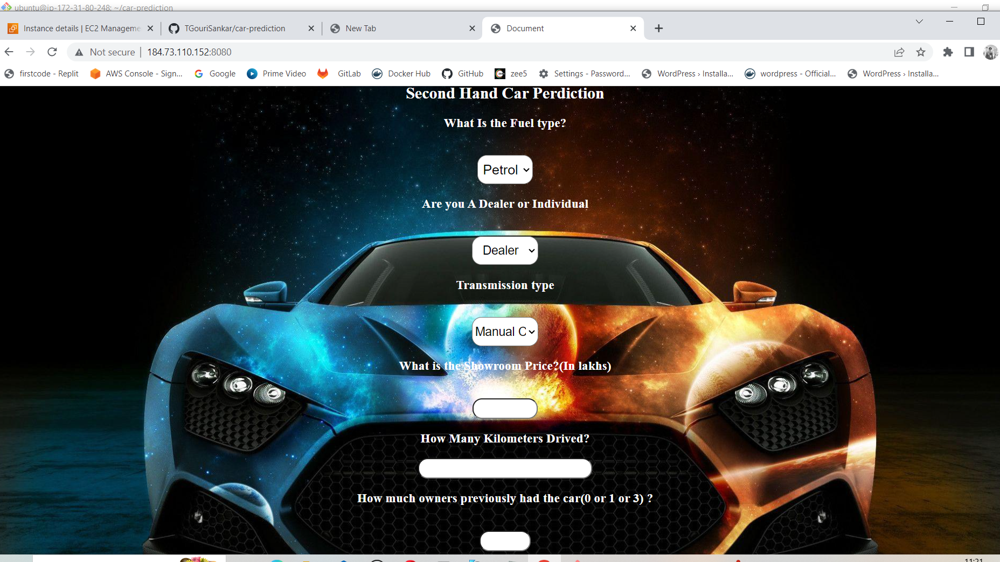 ubuntu@ip-172-31-80-248: ~/car-prediction
Instance details | EC2 Manageme
TGouriSankar/car-prediction
New Tab
Document
Not secure | 184.73.110.152:8080
firstcode - Replit
AWS Console - Sign...
Google
Prime Video
GitLab
Docker Hub
GitHub
zee5
Settings - Password...
WordPress › Installa...
wordpress - Official...
WordPress › Installa...
Second Hand Car Perdiction
What Is the Fuel type?
Petrol
Are you A Dealer or Individual
Dealer
Transmission type
Manual C
What is the Showroom Price?(In lakhs)
How Many Kilometers Drived?
How much owners previously had the car(0 or 1 or 3) ?
11:21